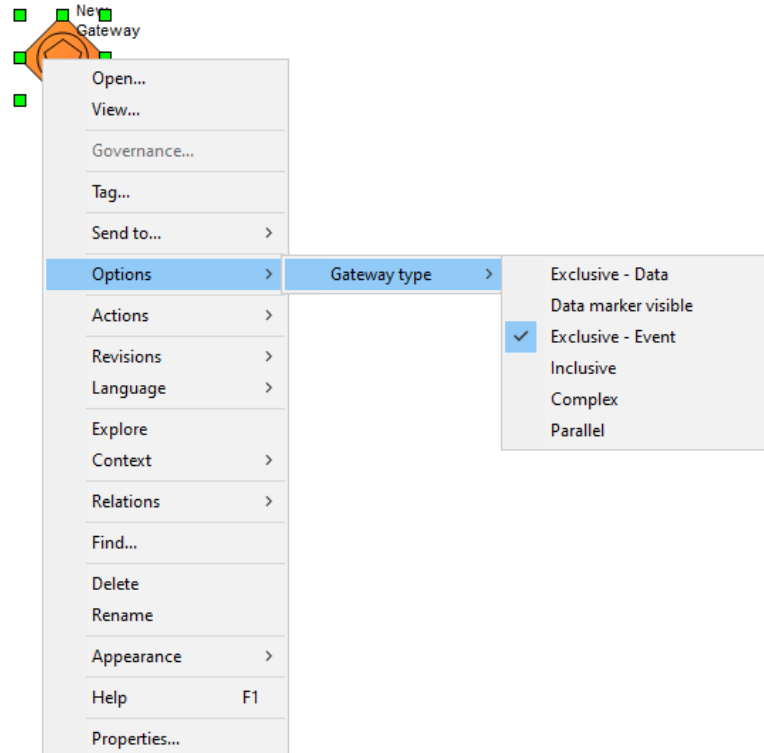 New
Gateway
Open...
View...
Governance...
Tag...
Send to...
Options
Gateway type
Exclusive - Data
Data marker visible
Exclusive - Event
Inclusive
Complex
Parallel
Actions
Revisions
Language
Explore
Context
Relations
Find...
Delete
Rename
Appearance
Help F1
Properties...